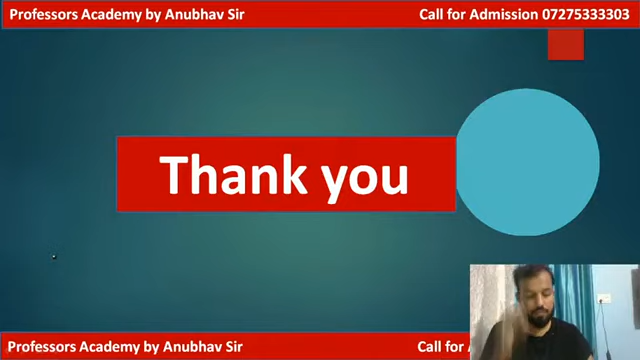 Professors Academy by Anubhav Sir
Call for Admission 07275333303
Thank you
Professors Academy by Anubhav Sir
Call for